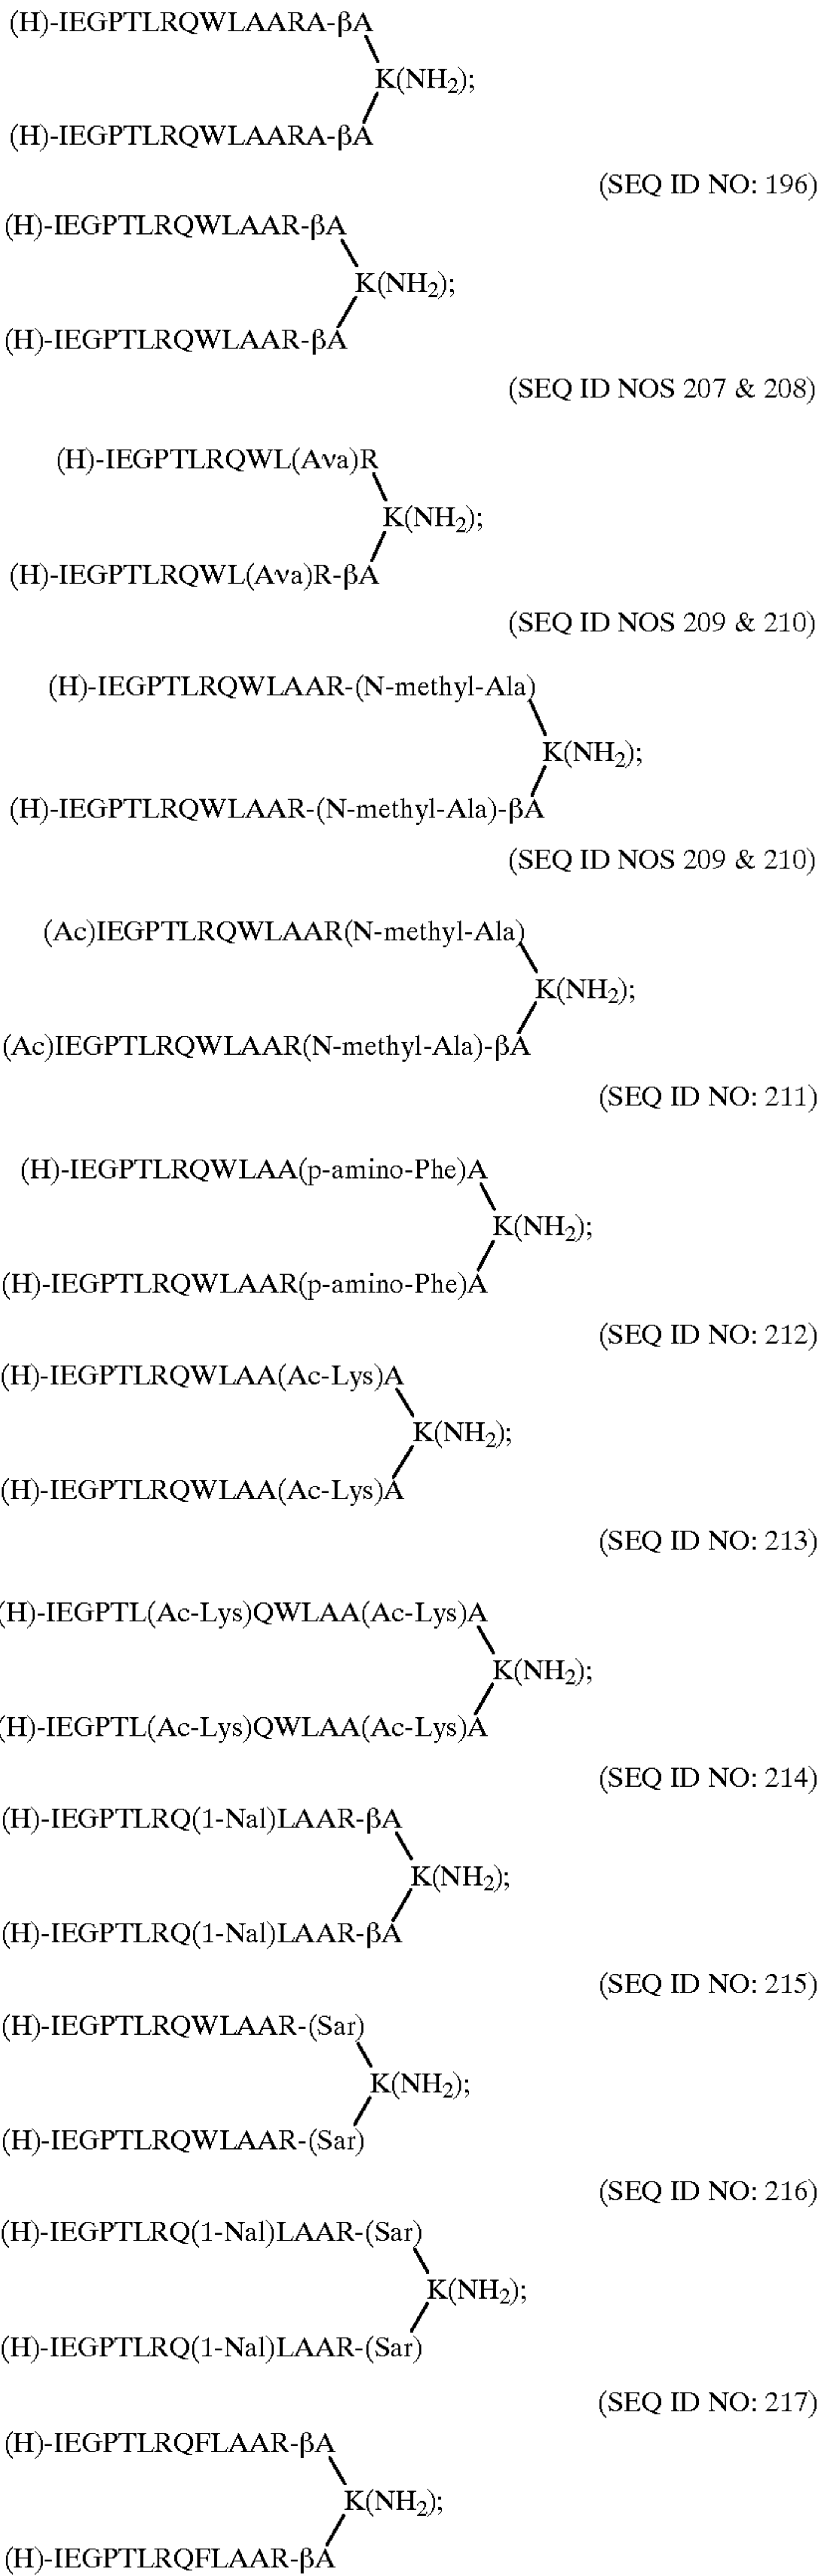 (H)-IEGPTLRQWLAARA-βA
K(NH₂);
(H)-IEGPTLRQWLAARA-βA
(SEQ ID NO: 196)
(H)-IEGPTLRQWLAAR-βA
K(NH₂);
(H)-IEGPTLRQWLAAR-βA
(SEQ ID NOS 207 & 208)
(H)-IEGPTLRQWL(Ava)R
K(NH₂);
(H)-IEGPTLRQWL(Ava)R-βA
(SEQ ID NOS 209 & 210)
(H)-IEGPTLRQWLAAR-(N-methyl-Ala)
K(NH₂);
(H)-IEGPTLRQWLAAR-(N-methyl-Ala)-βA
(SEQ ID NOS 209 & 210)
(Ac)IEGPTLRQWLAAR(N-methyl-Ala)
K(NH₂);
(Ac)IEGPTLRQWLAAR(N-methyl-Ala)-βA
(SEQ ID NO: 211)
(H)-IEGPTLRQWLAA(p-amino-Phe)A
K(NH₂);
(H)-IEGPTLRQWLAAR(p-amino-Phe)A
(SEQ ID NO: 212)
(H)-IEGPTLRQWLAA(Ac-Lys)A
K(NH₂);
(H)-IEGPTLRQWLAA(Ac-Lys)A
(SEQ ID NO: 213)
(H)-IEGPTL(Ac-Lys)QWLAA(Ac-Lys)A
K(NH₂);
(H)-IEGPTL(Ac-Lys)QWLAA(Ac-Lys)A
(SEQ ID NO: 214)
(H)-IEGPTLRQ(1-Nal)LAAR-βA
K(NH₂);
(H)-IEGPTLRQ(1-Nal)LAAR-βA
(SEQ ID NO: 215)
(H)-IEGPTLRQWLAAR-(Sar)
K(NH₂);
(H)-IEGPTLRQWLAAR-(Sar)
(SEQ ID NO: 216)
(H)-IEGPTLRQ(1-Nal)LAAR-(Sar)
K(NH₂);
(H)-IEGPTLRQ(1-Nal)LAAR-(Sar)
(SEQ ID NO: 217)
(H)-IEGPTLRQFLAAR-βA
K(NH₂);
(H)-IEGPTLRQFLAAR-βA